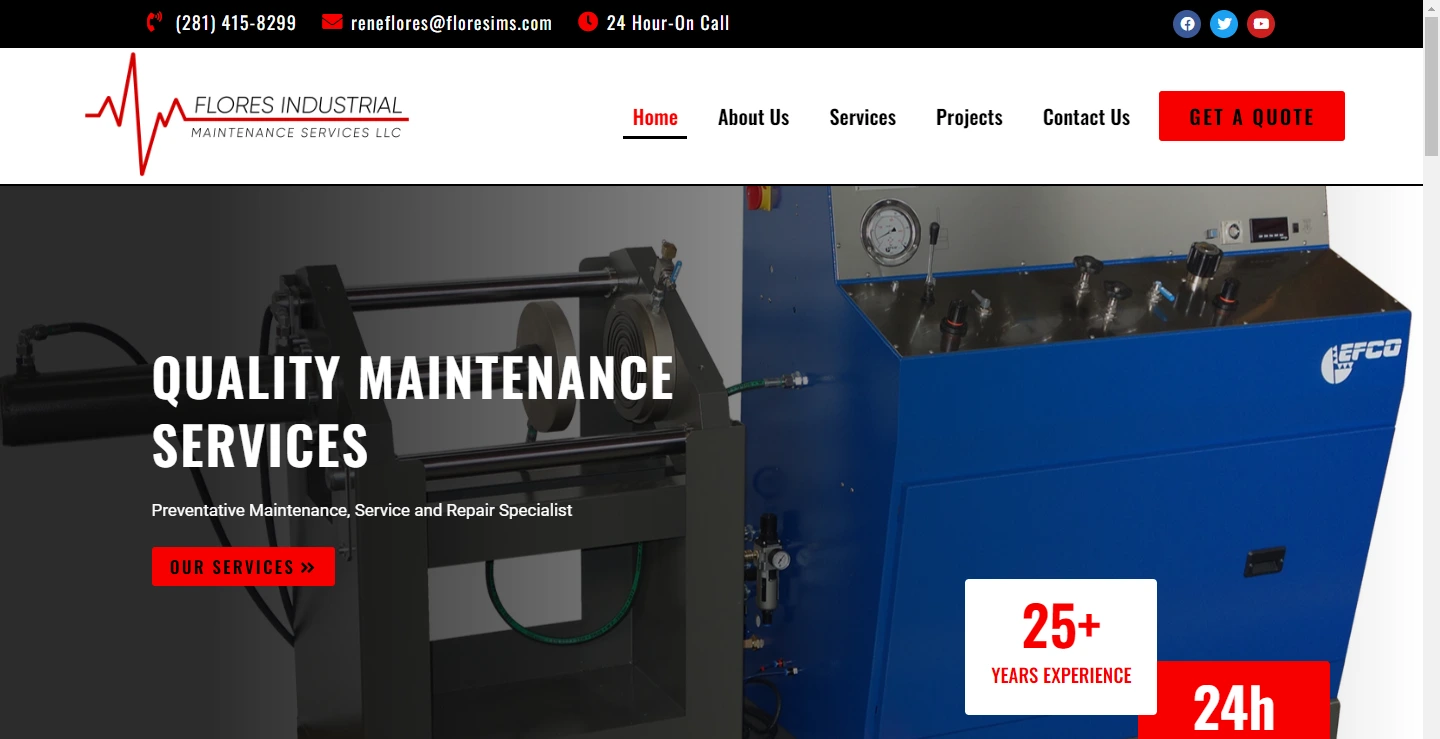 (281) 415-8299
reneflores@floresims.com
24 Hour-On Call
FLORES INDUSTRIAL
MAINTENANCE SERVICES LLC
Home
About Us
Services
Projects
Contact Us
GET A QUOTE
EFCO
QUALITY MAINTENANCE
SERVICES
Preventative Maintenance, Service and Repair Specialist
OUR SERVICES
25+
YEARS EXPERIENCE
24h